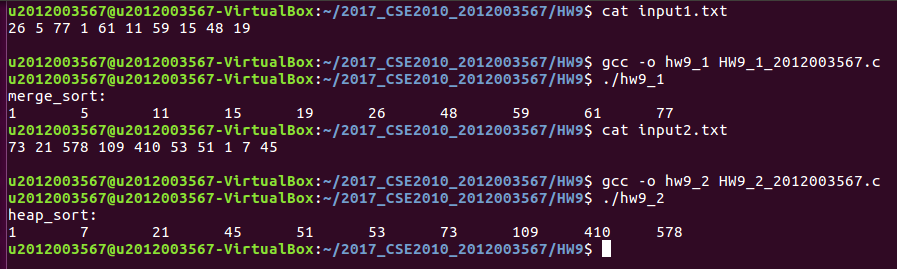 u2012003567@u2012003567-VirtualBox:~/2017_CSE2010_2012003567/HW9$ cat input1.txt
26 5 77 1 61 11 59 15 48 19
u2012003567@u2012003567-VirtualBox:~/2017_CSE2010_2012003567/HW9$ gcc -o hw9_1 HW9_1_2012003567.c
u2012003567@u2012003567-VirtualBox:~/2017_CSE2010_2012003567/HW9$ ./hw9_1
merge_sort:
1 5 11 15 19 26 48 59 61 77
u2012003567@u2012003567-VirtualBox:~/2017_CSE2010_2012003567/HW9$ cat input2.txt
73 21 578 109 410 53 51 1 7 45
u2012003567@u2012003567-VirtualBox:~/2017_CSE2010_2012003567/HW9$ gcc -o hw9_2 HW9_2_2012003567.c
u2012003567@u2012003567-VirtualBox:~/2017_CSE2010_2012003567/HW9$ ./hw9_2
heap_sort:
1 7 21 45 51 53 73 109 410 578
u2012003567@u2012003567-VirtualBox:~/2017_CSE2010_2012003567/HW9$